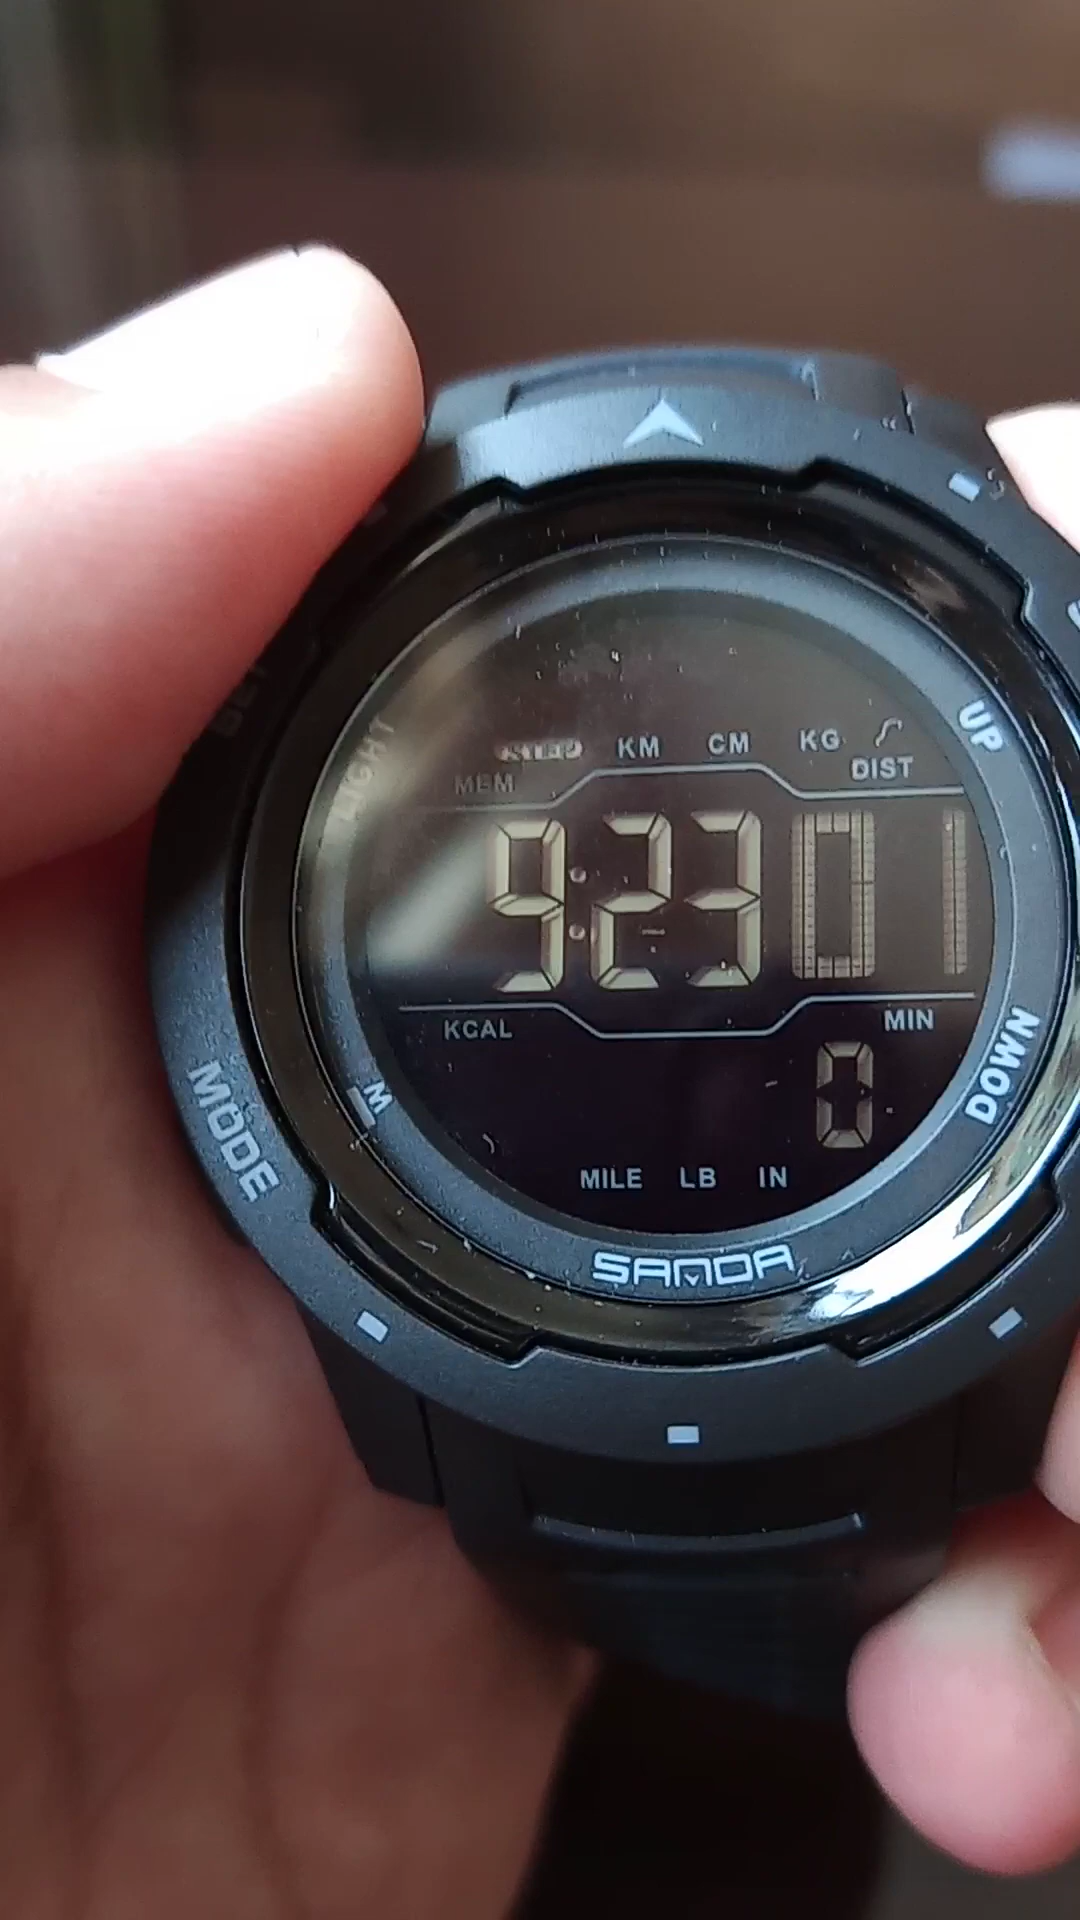 STEP KM CM KG
MEM DIST
LIGHT
UP
9:23 01
KCAL MIN
0
MILE LB IN
DOWN
M
MODE
SANDA